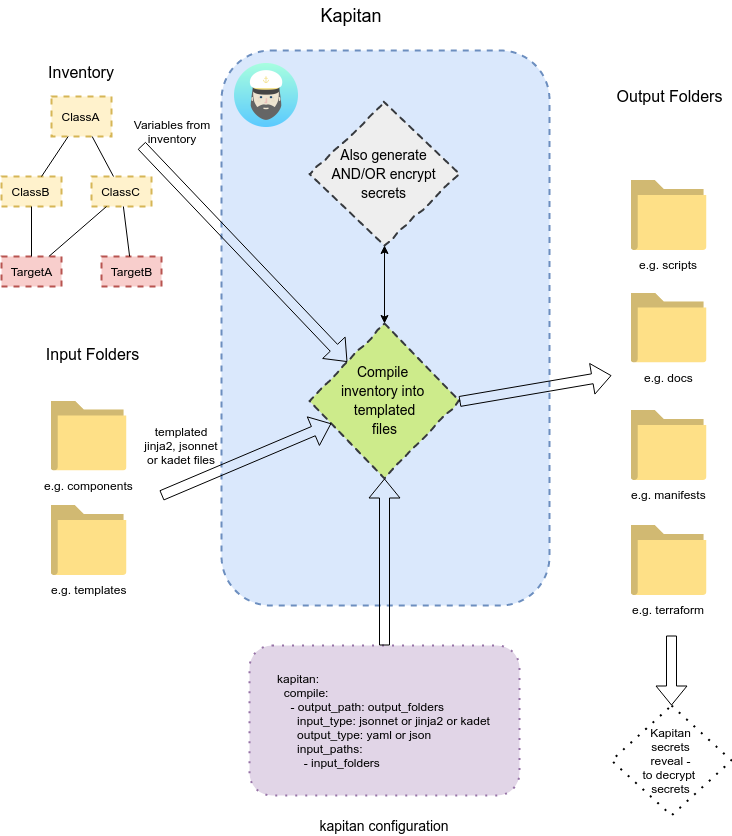 Kapitan
Inventory
ClassA
ClassB
ClassC
TargetA
TargetB
Variables from
inventory
Also generate
AND/OR encrypt
secrets
Input Folders
templated
jinja2, jsonnet
or kadet files
e.g. components
e.g. templates
Compile
inventory into
templated
files
Output Folders
e.g. scripts
e.g. docs
e.g. manifests
e.g. terraform
Kapitan
secrets
reveal -
to decrypt
secrets
kapitan:
compile:
- output_path: output_folders
input_type: jsonnet or jinja2 or kadet
output_type: yaml or json
input_paths:
- input_folders
kapitan configuration